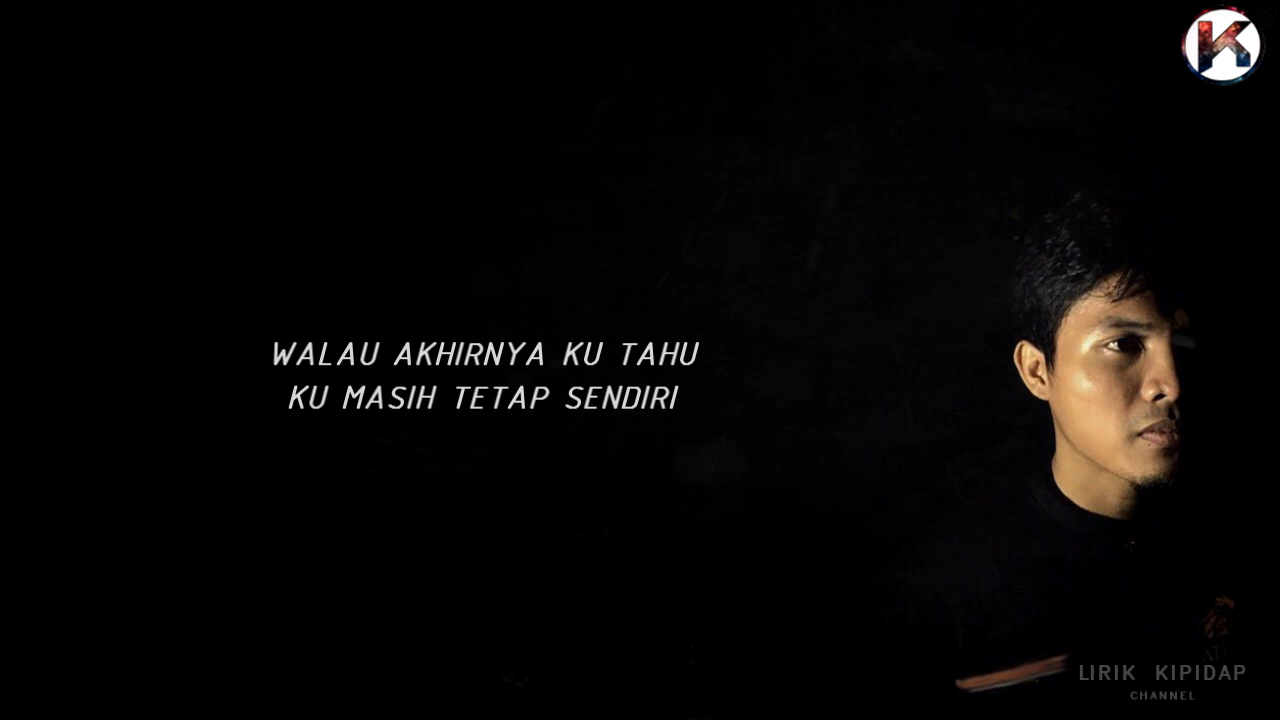 K
WALAU AKHIRNYA KU TAHU
KU MASIH TETAP SENDIRI
LIRIK KIPIDAP
CHANNEL